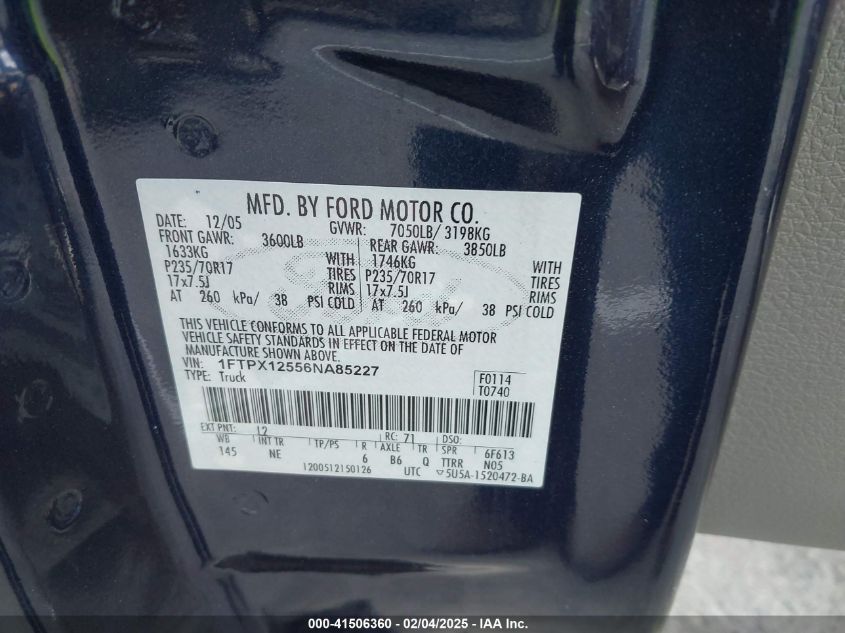 MFD. BY FORD MOTOR CO.
DATE: 12/05 GVWR: 7050LB/ 3198KG
FRONT GAWR: 3600LB REAR GAWR: 3850LB
1633KG WITH 1746KG WITH
P235/70R17 TIRES P235/70R17 TIRES
17x7.5J RIMS 17x7.5J RIMS
AT 260 kPa/ 38 PSI COLD AT 260 kPa/ 38 PSI COLD
THIS VEHICLE CONFORMS TO ALL APPLICABLE FEDERAL MOTOR
VEHICLE SAFETY STANDARDS IN EFFECT ON THE DATE OF
MANUFACTURE SHOWN ABOVE.
VIN: 1FTPX12556NA85227
TYPE: Truck
F0114
T0740
EXT PNT: L2 RC: 71 DSO:
WB INT TR TP/PS R AXLE TR SPR 6F613
145 NE 6 B6 Q TTRR N05
1200512150126 UTC 5U5A-1520472-BA
000-41506360 - 02/04/2025 - IAA Inc.